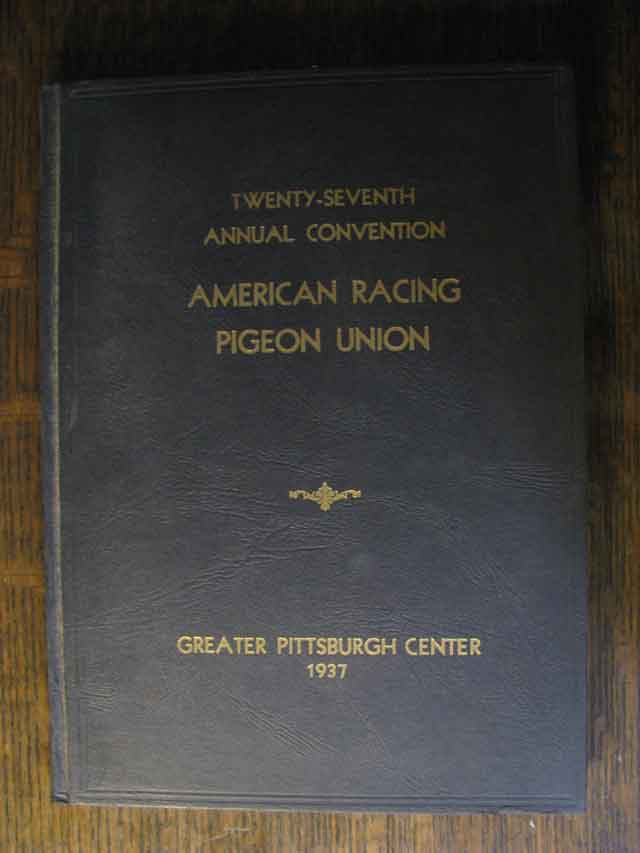 TWENTY-SEVENTH
ANNUAL CONVENTION
AMERICAN RACING
PIGEON UNION
GREATER PITTSBURGH CENTER
1937